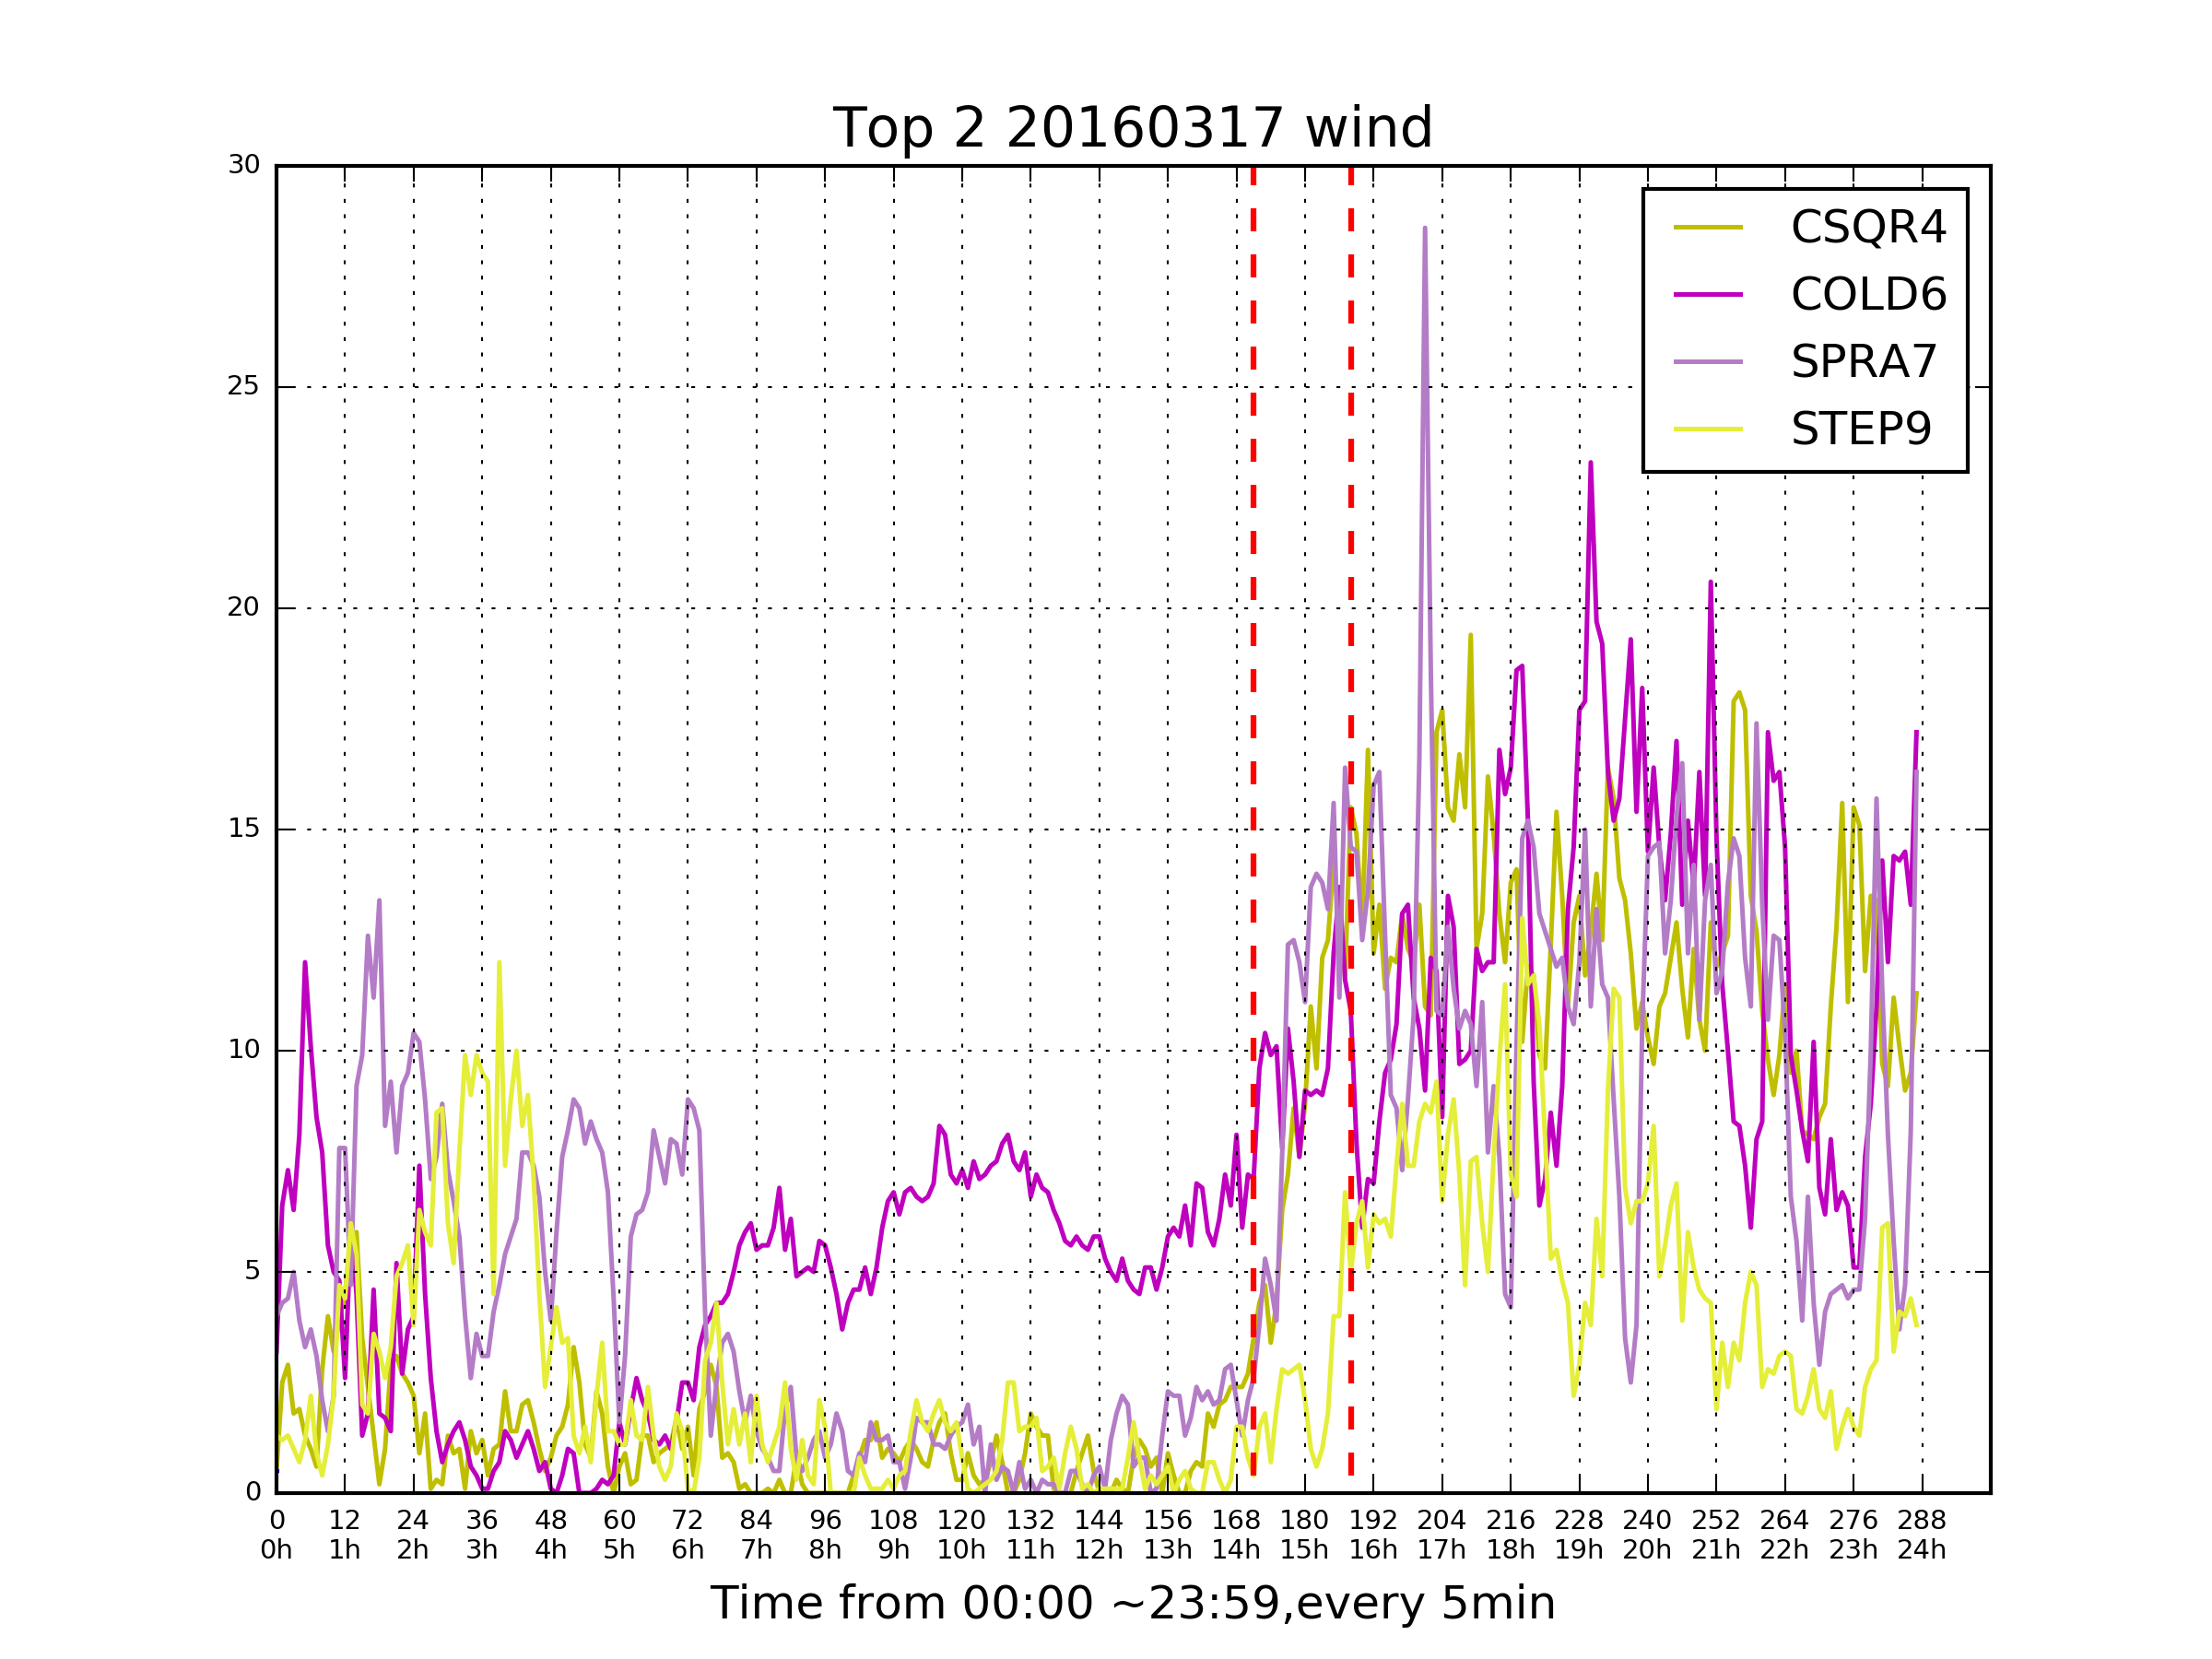 Top 2 20160317 wind
30
25
20
15
10
5
0
CSQR4
COLD6
SPRA7
STEP9
0 12 24 36 48 60 72 84 96 108 120 132 144 156 168 180 192 204 216 228 240 252 264 276 288
0h 1h 2h 3h 4h 5h 6h 7h 8h 9h 10h 11h 12h 13h 14h 15h 16h 17h 18h 19h 20h 21h 22h 23h 24h
Time from 00:00 ~23:59,every 5min